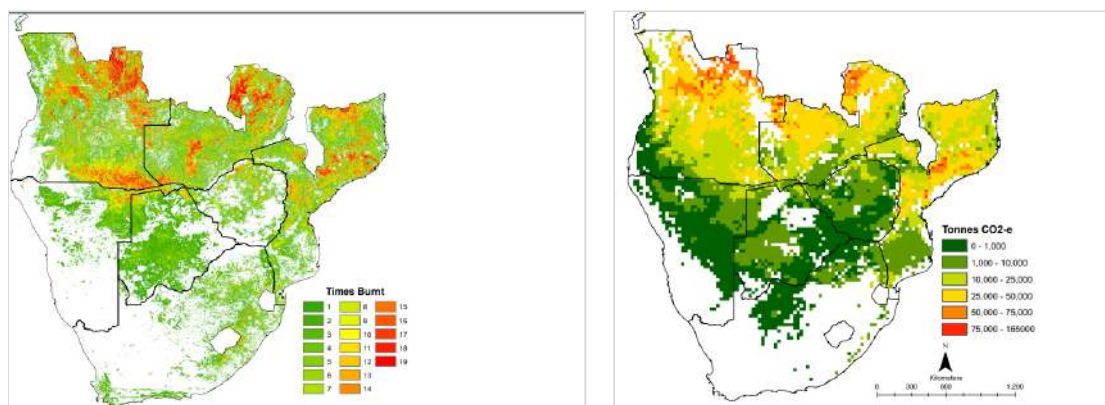 Times Burnt
1 8 15
2 9 16
3 10 17
4 11 18
5 12 19
6 13
7 14
Tonnes CO2-e
0 - 1,000
1,000 - 10,000
10,000 - 25,000
25,000 - 50,000
50,000 - 75,000
75,000 - 165000
N
Kilometers
0 300 600 1,200